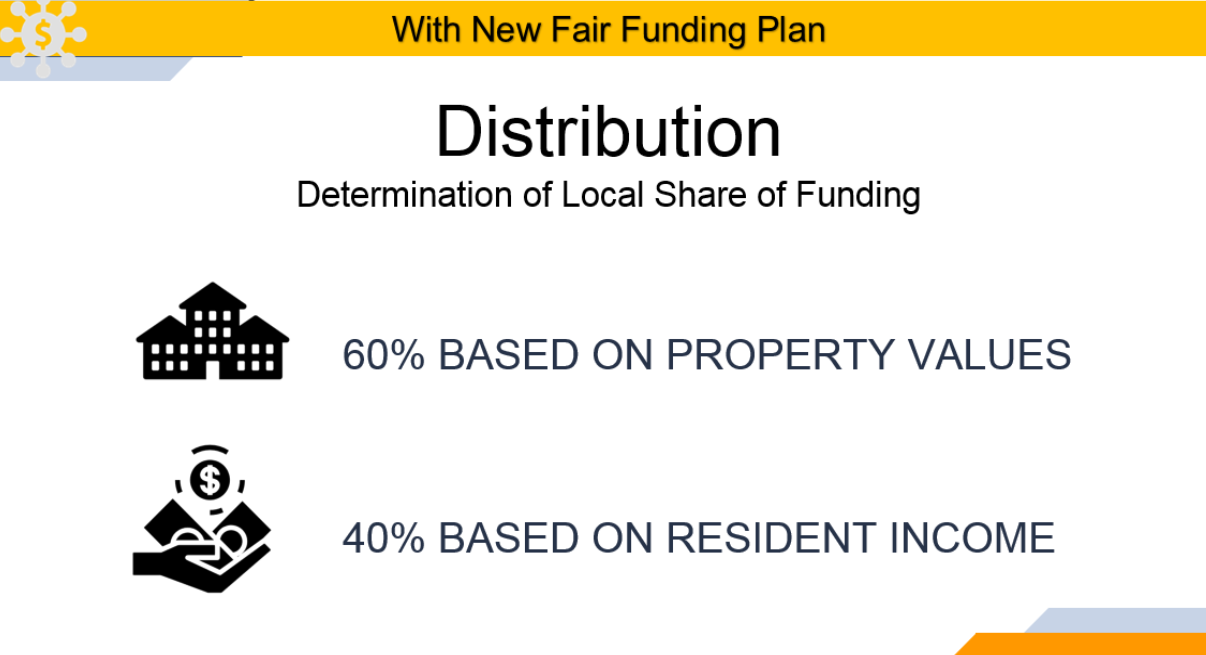 With New Fair Funding Plan
$
Distribution
Determination of Local Share of Funding
60% BASED ON PROPERTY VALUES
$
40% BASED ON RESIDENT INCOME